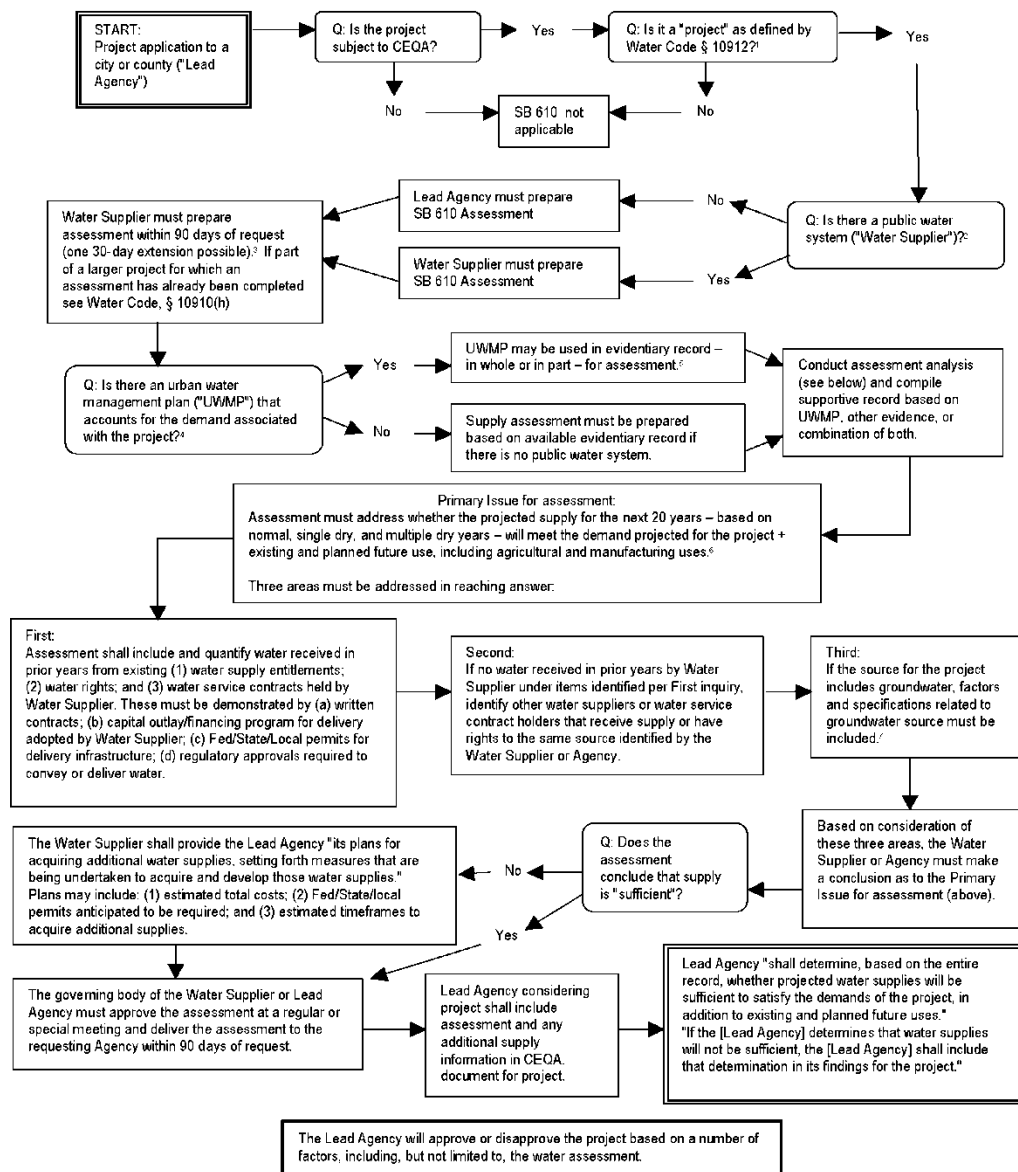 START:
Project application to a
city or county ("Lead
Agency")
Q: Is the project
subject to CEQA?
Yes
Q: Is it a "project" as defined by
Water Code § 10912?¹
Yes
No
SB 610 not
applicable
No
Lead Agency must prepare
SB 610 Assessment
No
Q: Is there a public water
system ("Water Supplier")?²
Water Supplier must prepare
SB 610 Assessment
Yes
Water Supplier must prepare
assessment within 90 days of request
(one 30-day extension possible).³ If part
of a larger project for which an
assessment has already been completed
see Water Code, § 10910(h)
Q: Is there an urban water
management plan ("UWMP") that
accounts for the demand associated
with the project?⁴
Yes
UWMP may be used in evidentiary record –
in whole or in part – for assessment.⁵
No
Supply assessment must be prepared
based on available evidentiary record if
there is no public water system.
Conduct assessment analysis
(see below) and compile
supportive record based on
UWMP, other evidence, or
combination of both.
Primary Issue for assessment:
Assessment must address whether the projected supply for the next 20 years – based on
normal, single dry, and multiple dry years – will meet the demand projected for the project +
existing and planned future use, including agricultural and manufacturing uses.⁶
Three areas must be addressed in reaching answer:
First:
Assessment shall include and quantify water received in
prior years from existing (1) water supply entitlements;
(2) water rights; and (3) water service contracts held by
Water Supplier. These must be demonstrated by (a) written
contracts; (b) capital outlay/financing program for delivery
adopted by Water Supplier; (c) Fed/State/Local permits for
delivery infrastructure; (d) regulatory approvals required to
convey or deliver water.
Second:
If no water received in prior years by Water
Supplier under items identified per First inquiry,
identify other water suppliers or water service
contract holders that receive supply or have
rights to the same source identified by the
Water Supplier or Agency.
Third:
If the source for the project
includes groundwater, factors
and specifications related to
groundwater source must be
included.⁷
Based on consideration of
these three areas, the Water
Supplier or Agency must make
a conclusion as to the Primary
Issue for assessment (above).
Q: Does the
assessment
conclude that supply
is "sufficient"?
No
Yes
The Water Supplier shall provide the Lead Agency "its plans for
acquiring additional water supplies, setting forth measures that are
being undertaken to acquire and develop those water supplies."
Plans may include: (1) estimated total costs; (2) Fed/State/local
permits anticipated to be required; and (3) estimated timeframes to
acquire additional supplies.
The governing body of the Water Supplier or Lead
Agency must approve the assessment at a regular or
special meeting and deliver the assessment to the
requesting Agency within 90 days of request.
Lead Agency considering
project shall include
assessment and any
additional supply
information in CEQA.
document for project.
Lead Agency "shall determine, based on the entire
record, whether projected water supplies will be
sufficient to satisfy the demands of the project, in
addition to existing and planned future uses."
"If the [Lead Agency] determines that water supplies
will not be sufficient, the [Lead Agency] shall include
that determination in its findings for the project."
The Lead Agency will approve or disapprove the project based on a number of
factors, including, but not limited to, the water assessment.